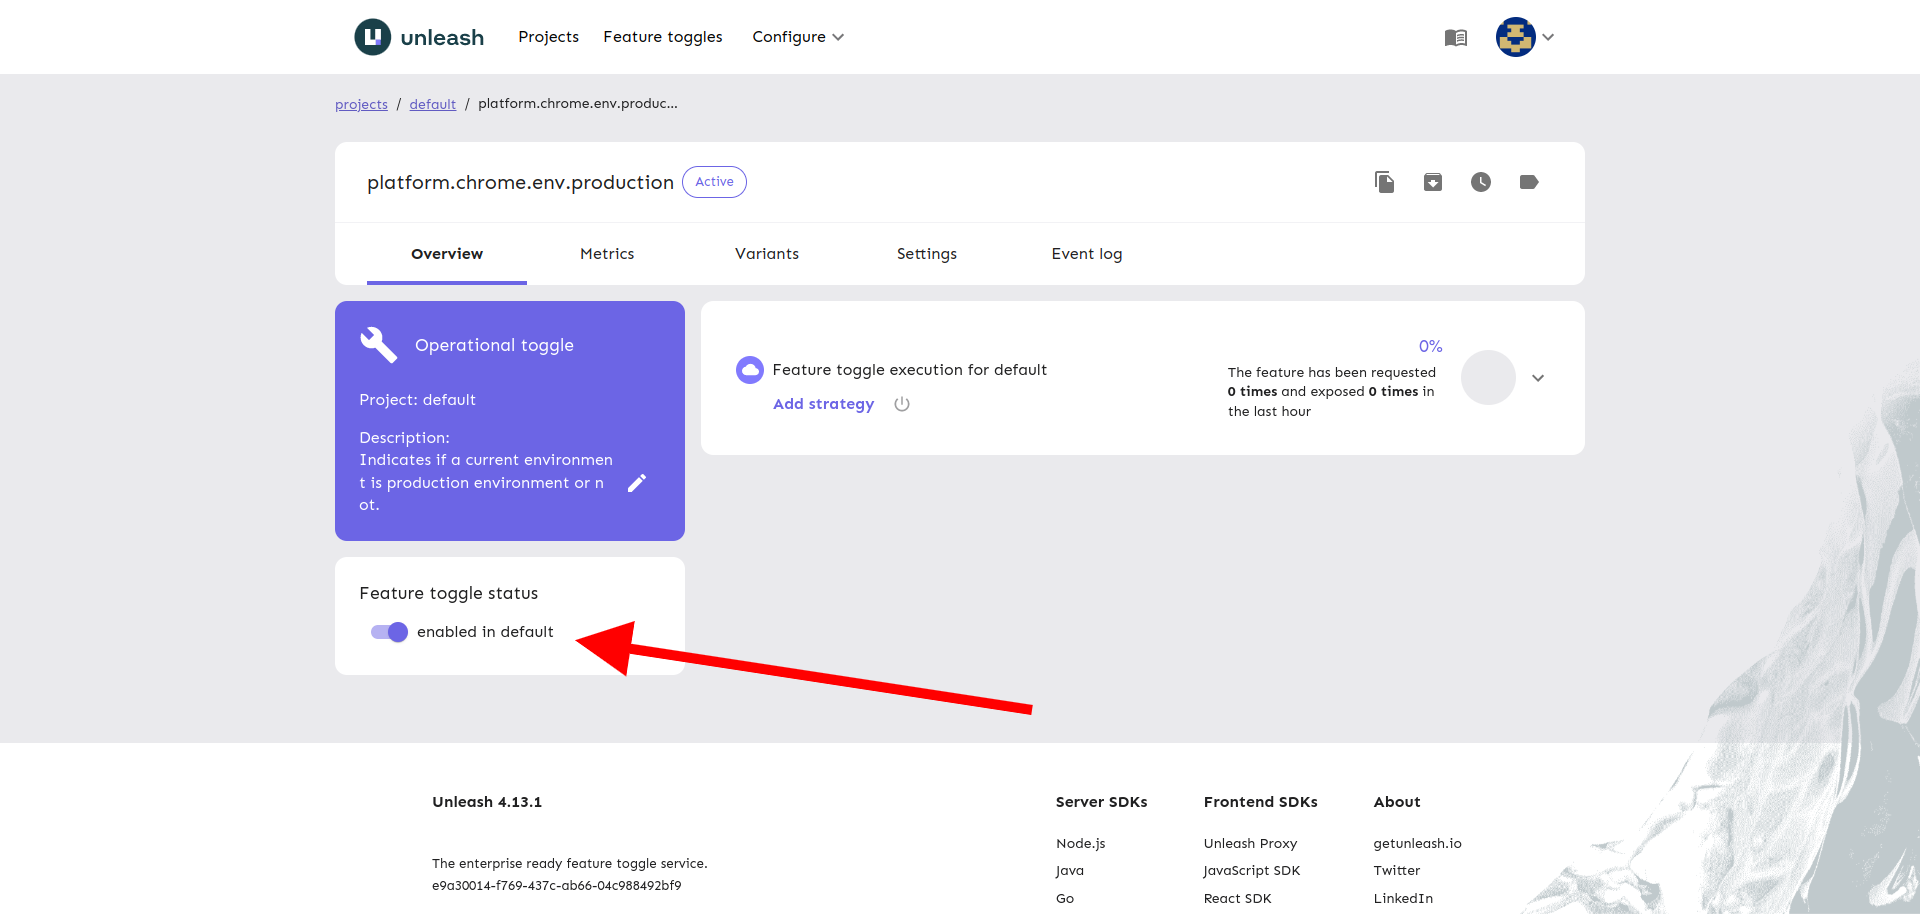 unleash
Projects
Feature toggles
Configure
projects / default / platform.chrome.env.produc...
platform.chrome.env.production
Active
Overview
Metrics
Variants
Settings
Event log
Operational toggle
Project: default
Description:
Indicates if a current environmen
t is production environment or n
ot.
Feature toggle status
enabled in default
Feature toggle execution for default
Add strategy
0%
The feature has been requested
0 times and exposed 0 times in
the last hour
Unleash 4.13.1
The enterprise ready feature toggle service.
e9a30014-f769-437c-ab66-04c988492bf9
Server SDKs
Node.js
Java
Go
Frontend SDKs
Unleash Proxy
JavaScript SDK
React SDK
About
getunleash.io
Twitter
LinkedIn